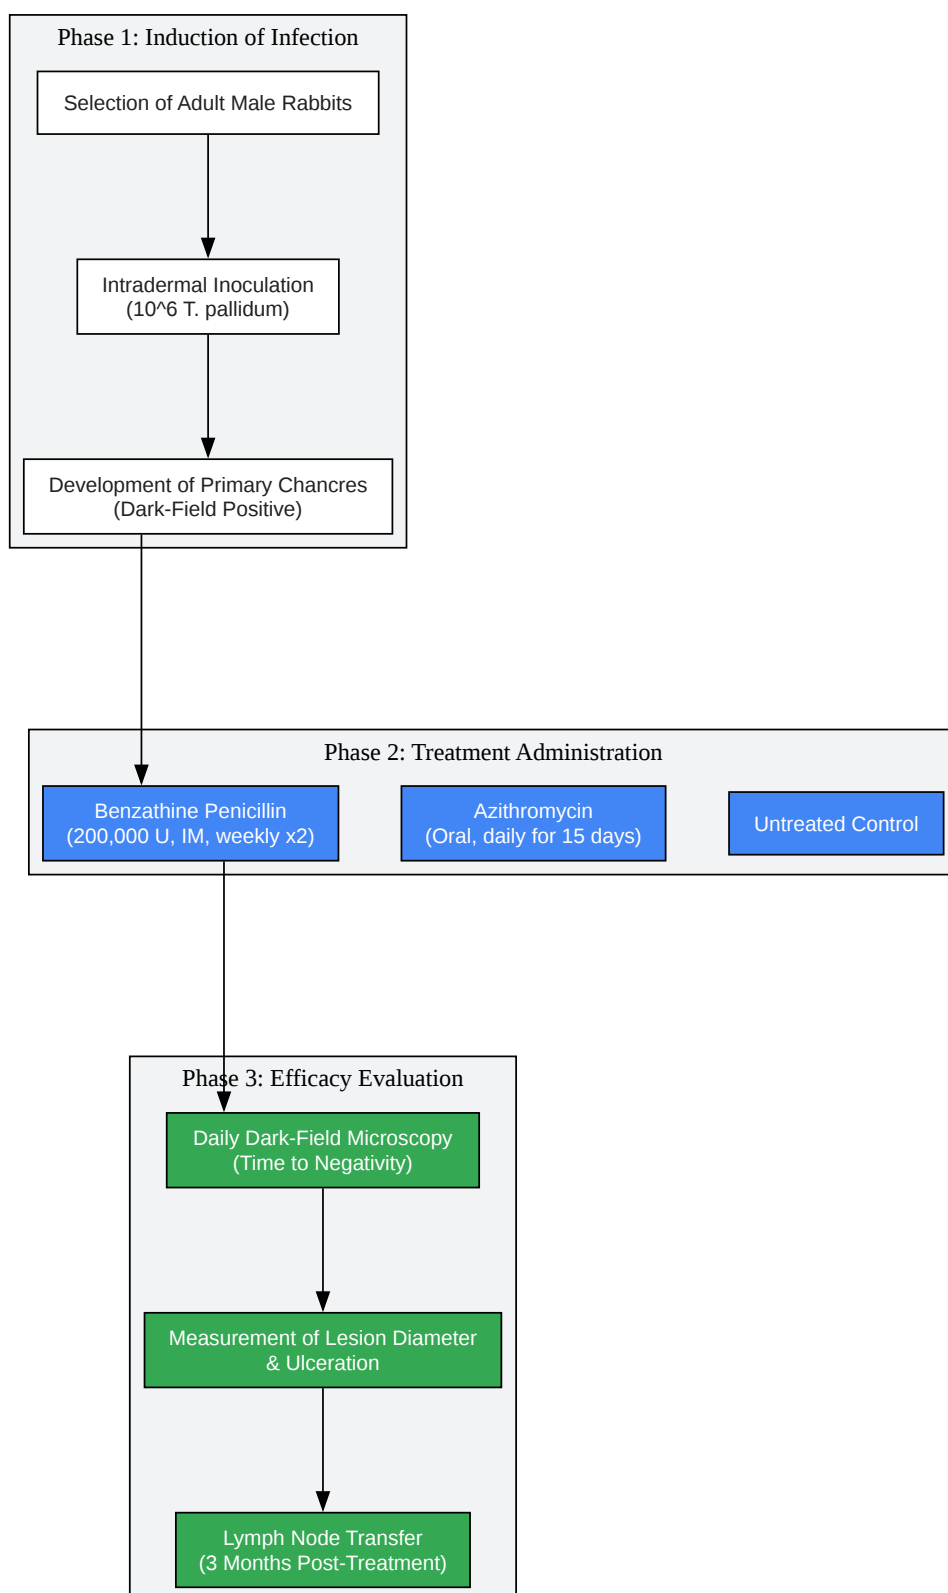 Phase 1: Induction of Infection
Selection of Adult Male Rabbits
Intradermal Inoculation
(10^6 T. pallidum)
Development of Primary Chancres
(Dark-Field Positive)
Phase 2: Treatment Administration
Benzathine Penicillin
(200,000 U, IM, weekly x2)
Azithromycin
(Oral, daily for 15 days)
Untreated Control
Phase 3: Efficacy Evaluation
Daily Dark-Field Microscopy
(Time to Negativity)
Measurement of Lesion Diameter
& Ulceration
Lymph Node Transfer
(3 Months Post-Treatment)